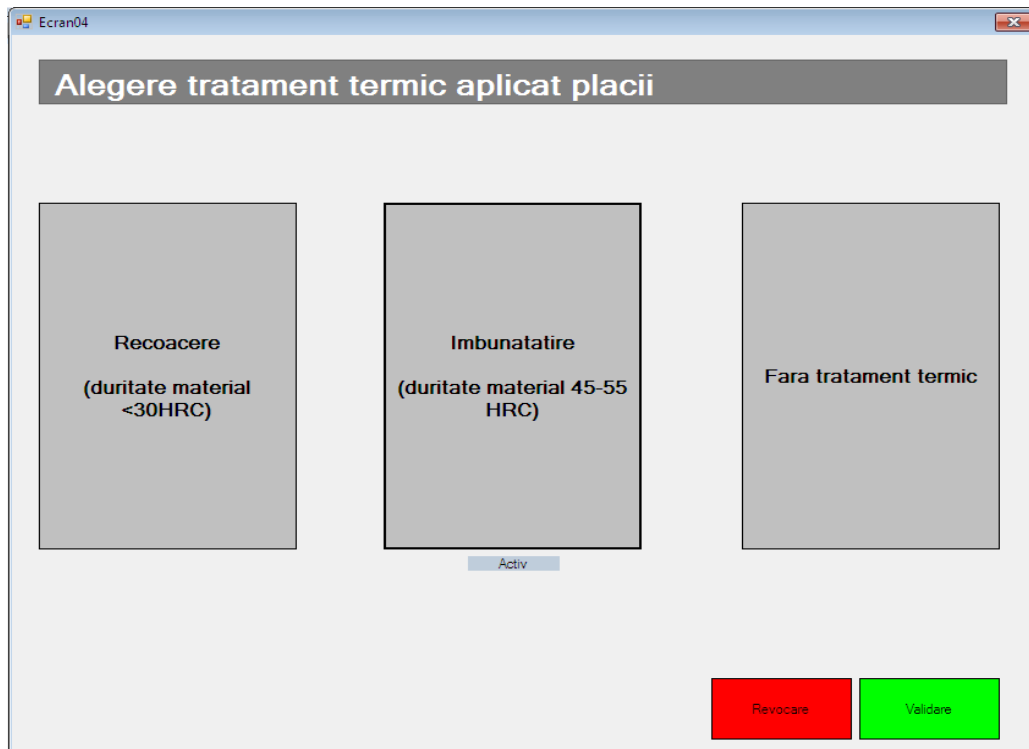 Ecran04
Alegere tratament termic aplicat placii
Recoacere
(duritate material
<30HRC)
Imbunatatire
(duritate material 45-55
HRC)
Fara tratament termic
Activ
Revocare
Validare